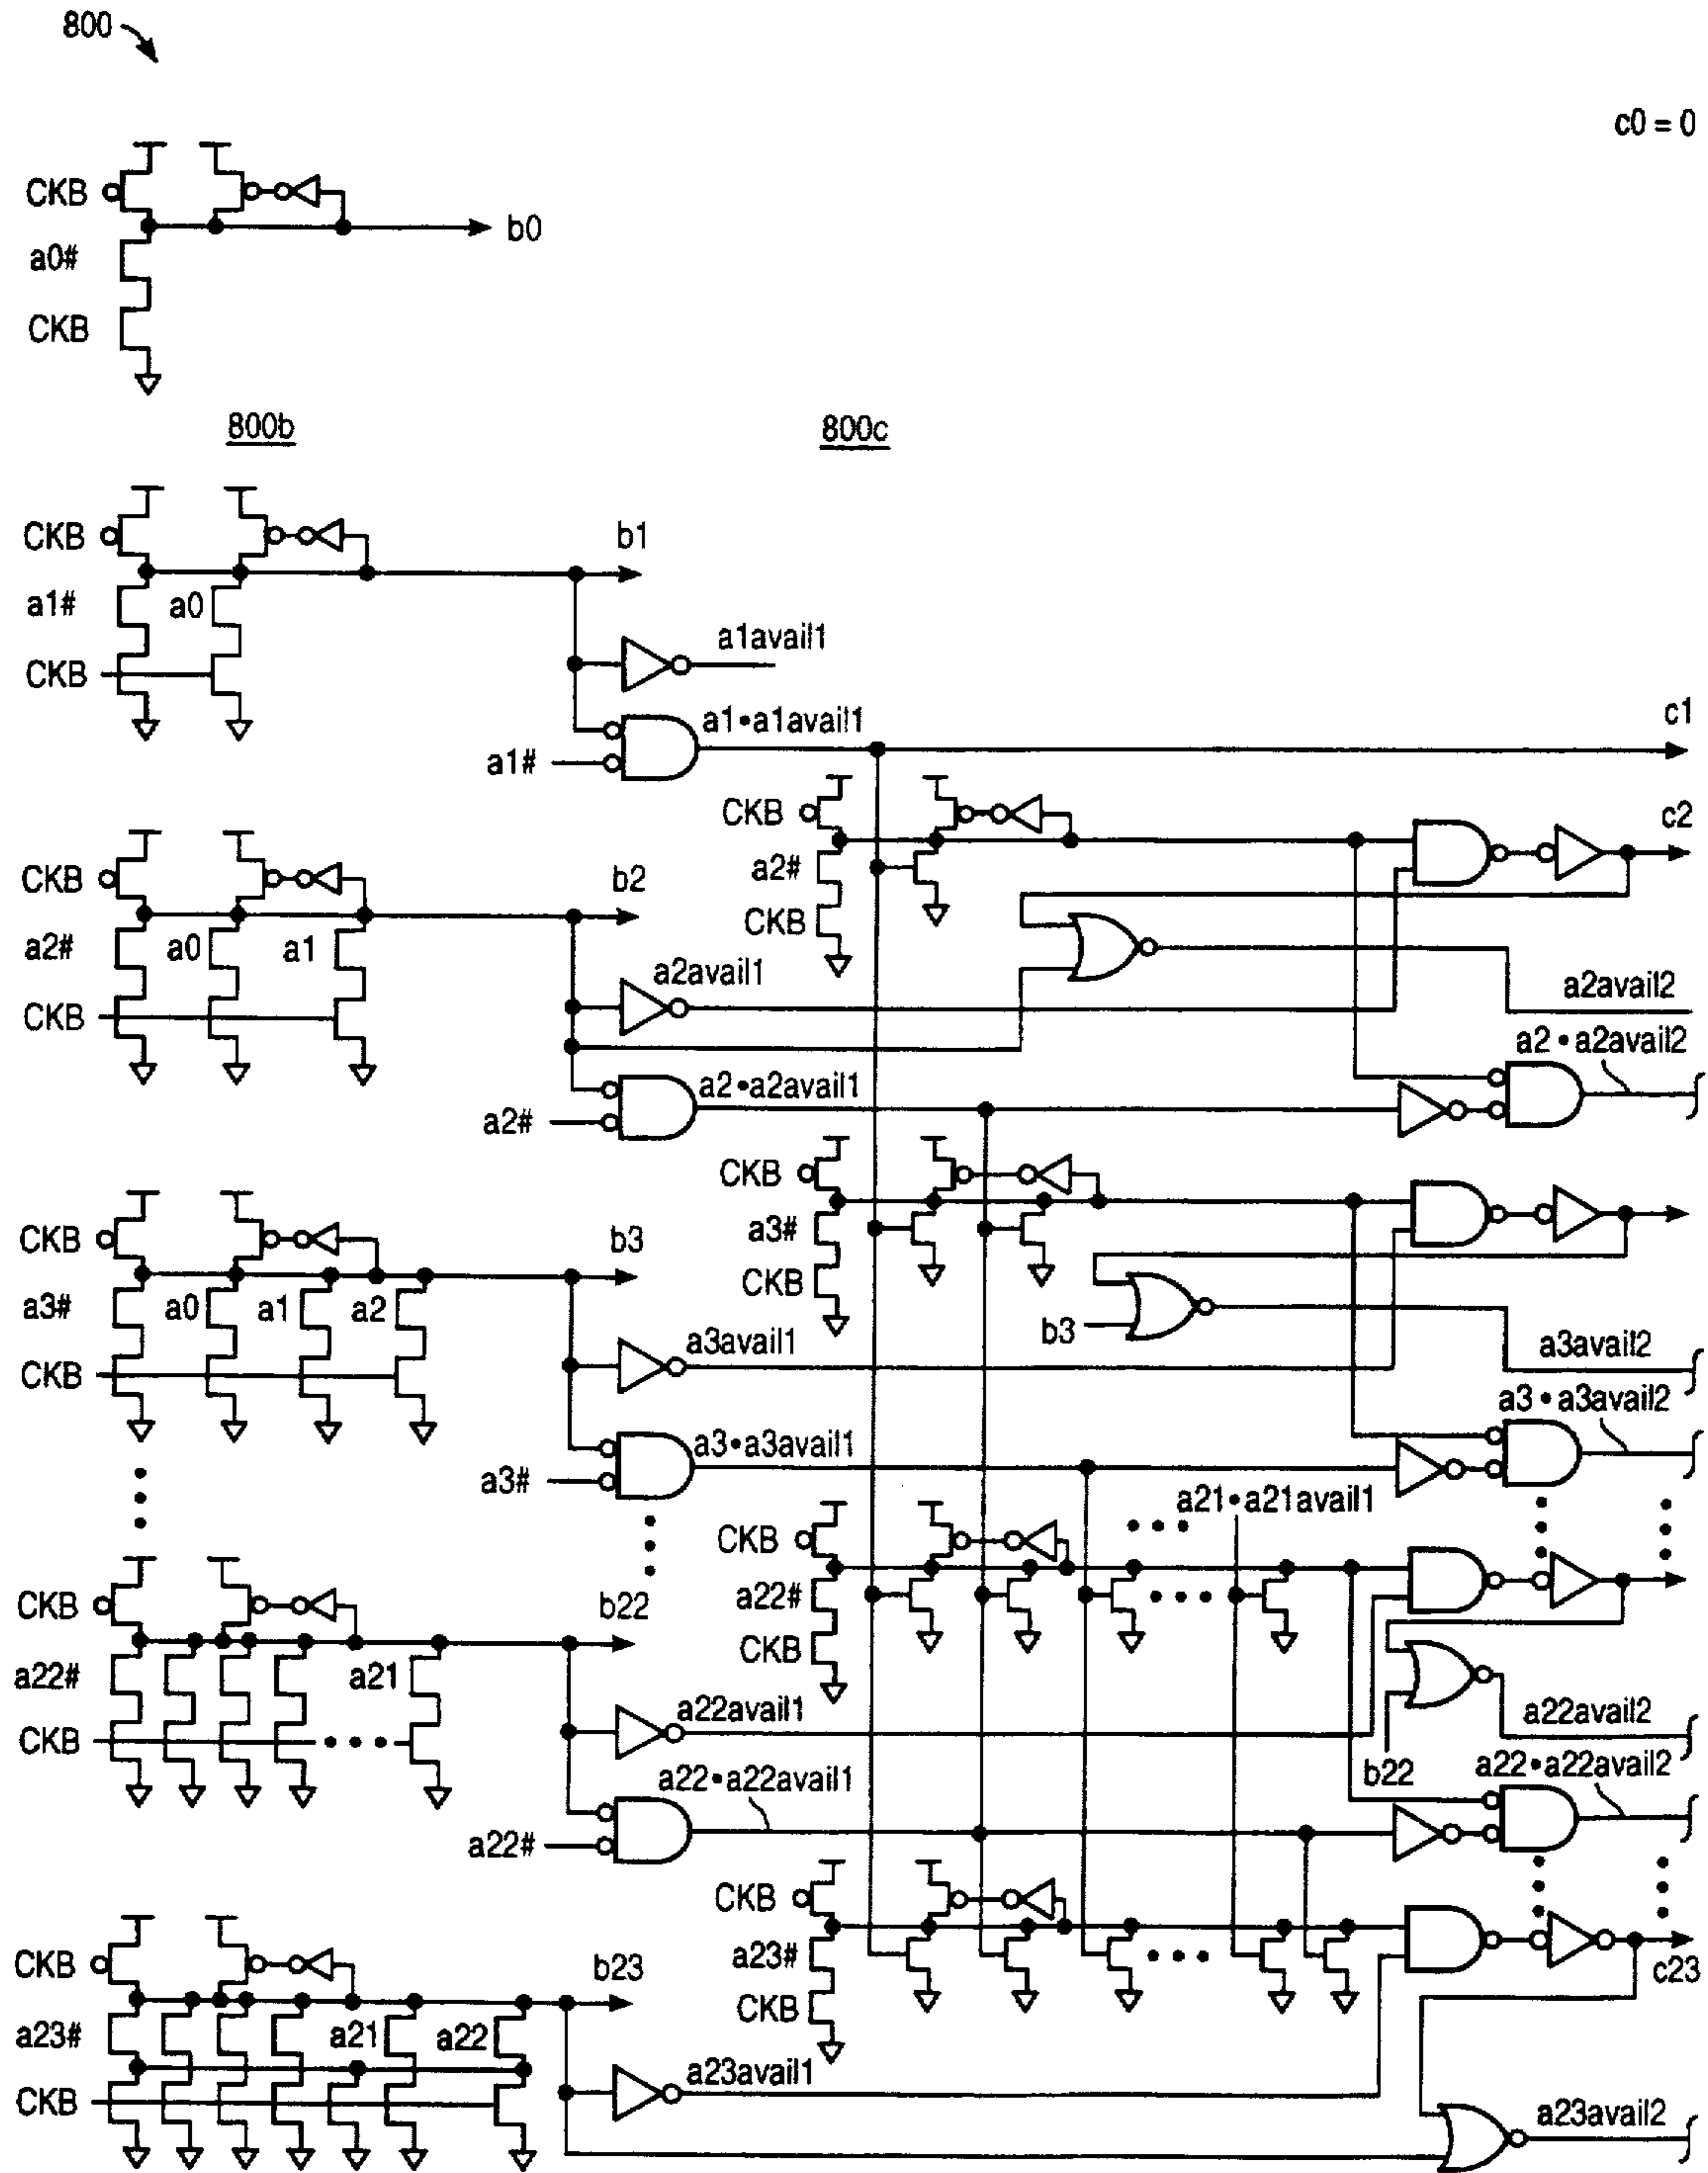 800
c0 = 0
CKB
b0
a0#
CKB
800b
800c
CKB
b1
a1#
a0
CKB
a1avail1
a1•a1avail1
a1#
c1
CKB
c2
a2#
CKB
CKB
b2
a2#
a0
a1
CKB
a2avail1
a2avail2
a2•a2avail2
a2•a2avail1
a2#
CKB
a3#
CKB
CKB
b3
a3#
a0
a1
a2
CKB
b3
a3avail1
a3avail2
a3•a3avail2
a3•a3avail1
a3#
a21•a21avail1
CKB
a22#
CKB
CKB
b22
a22#
a21
CKB
a22avail1
a22avail2
b22
a22•a22avail2
a22•a22avail1
a22#
CKB
a23#
CKB
c23
CKB
b23
a23#
a21
a22
CKB
a23avail1
a23avail2